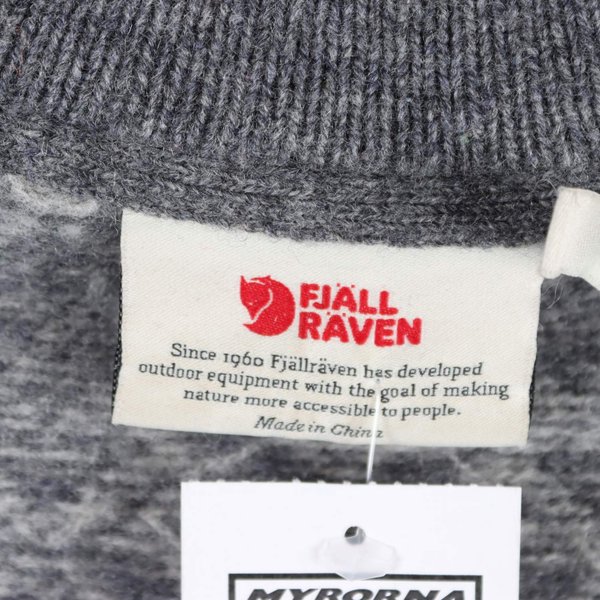 FJÄLL
RÄVEN
Since 1960 Fjällräven has developed
outdoor equipment with the goal of making
nature more accessible to people.
Made in China
MYRORNA